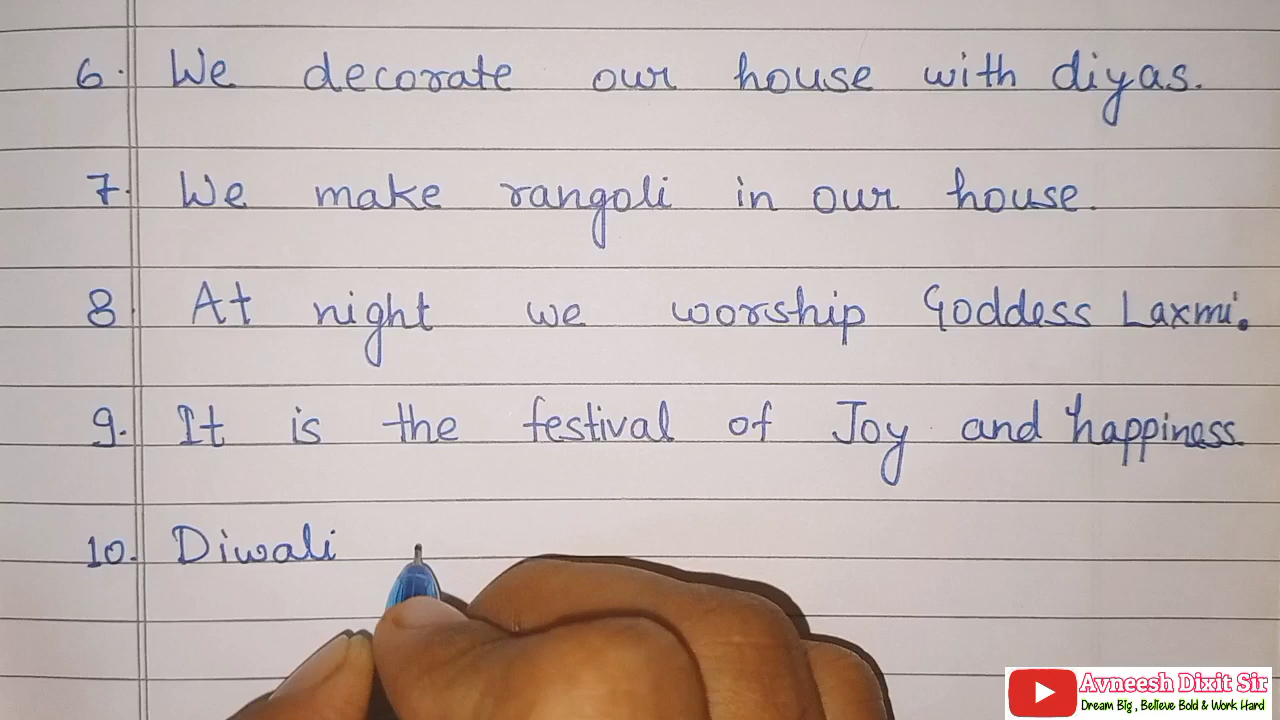 6. We decorate our house with diyas.
7. We make rangoli in our house.
8. At night we worship Goddess Laxmi.
9. It is the festival of Joy and happiness.
10. Diwali
Avneesh Dixit Sir
Dream Big , Believe Bold & Work Hard